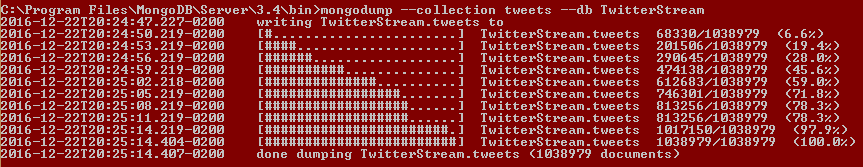 C:\Program Files\MongoDB\Server\3.4\bin>mongodump --collection tweets --db TwitterStream
2016-12-22T20:24:47.227-0200 writing TwitterStream.tweets to
2016-12-22T20:24:50.219-0200 [#.......................] TwitterStream.tweets 68330/1038979 (6.6%)
2016-12-22T20:24:53.219-0200 [####....................] TwitterStream.tweets 201506/1038979 (19.4%)
2016-12-22T20:24:56.219-0200 [######..................] TwitterStream.tweets 290645/1038979 (28.0%)
2016-12-22T20:24:59.219-0200 [##########..............] TwitterStream.tweets 474138/1038979 (45.6%)
2016-12-22T20:25:02.218-0200 [##############..........] TwitterStream.tweets 612683/1038979 (59.0%)
2016-12-22T20:25:05.219-0200 [#################.......] TwitterStream.tweets 746301/1038979 (71.8%)
2016-12-22T20:25:08.219-0200 [##################......] TwitterStream.tweets 813256/1038979 (78.3%)
2016-12-22T20:25:11.219-0200 [##################......] TwitterStream.tweets 813256/1038979 (78.3%)
2016-12-22T20:25:14.219-0200 [#######################.] TwitterStream.tweets 1017150/1038979 (97.9%)
2016-12-22T20:25:14.404-0200 [########################] TwitterStream.tweets 1038979/1038979 (100.0%)
2016-12-22T20:25:14.407-0200 done dumping TwitterStream.tweets (1038979 documents)